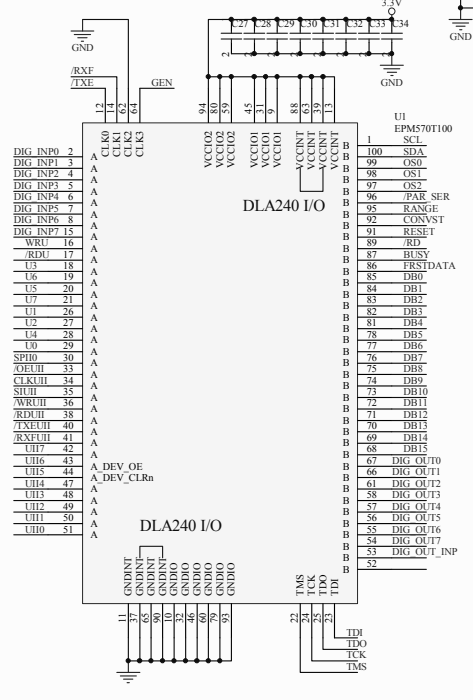 3.3V
C27 C28 C29 C30 C31 C32 C33 C34
2 2 2 2 2 2 2 2
GND
GND
GND
/RXF
/TXE
GEN
12 14 62 64
94 80 59 45 31 9 88 63 39 13
CLK0 CLK1 CLK2 CLK3
VCCIO2 VCCIO2 VCCIO2 VCCIO1 VCCIO1 VCCIO1 VCCINT VCCINT VCCINT VCCINT
U1
EPM570T100
DLA240 I/O
DIG_INP0 2 A
DIG_INP1 3 A
DIG_INP2 4 A
DIG_INP3 5 A
DIG_INP4 6 A
DIG_INP5 7 A
DIG_INP6 8 A
DIG_INP7 15 A
WRU 16 A
/RDU 17 A
U3 18 A
U6 19 A
U5 20 A
U7 21 A
U1 26 A
U2 27 A
U4 28 A
U0 29 A
SPII0 30 A
/OEUII 33 A
CLKUII 34 A
SIUII 35 A
/WRUII 36 A
/RDUII 38 A
/TXEUII 40 A
/RXFUII 41 A
UII7 42 A
UII6 43 A_DEV_OE
UII5 44 A_DEV_CLRn
UII4 47 A
UII3 48 A
UII2 49 A
UII1 50 A
UII0 51 A
B 1 SCL
B 100 SDA
B 99 OS0
B 98 OS1
B 97 OS2
B 96 /PAR_SER
B 95 RANGE
B 92 CONVST
B 91 RESET
B 89 /RD
B 87 BUSY
B 86 FRSTDATA
B 85 DB0
B 84 DB1
B 83 DB2
B 82 DB3
B 81 DB4
B 78 DB5
B 77 DB6
B 76 DB7
B 75 DB8
B 74 DB9
B 73 DB10
B 72 DB11
B 71 DB12
B 70 DB13
B 69 DB14
B 68 DB15
B 67 DIG_OUT0
B 66 DIG_OUT1
B 61 DIG_OUT2
B 58 DIG_OUT3
B 57 DIG_OUT4
B 56 DIG_OUT5
B 55 DIG_OUT6
B 54 DIG_OUT7
B 53 DIG_OUT_INP
B 52
DLA240 I/O
GNDINT GNDINT GNDINT GNDINT GNDIO GNDIO GNDIO GNDIO GNDIO GNDIO
TMS TCK TDO TDI
11 37 65 90 10 32 46 60 79 93
22 24 25 23
TDI
TDO
TCK
TMS